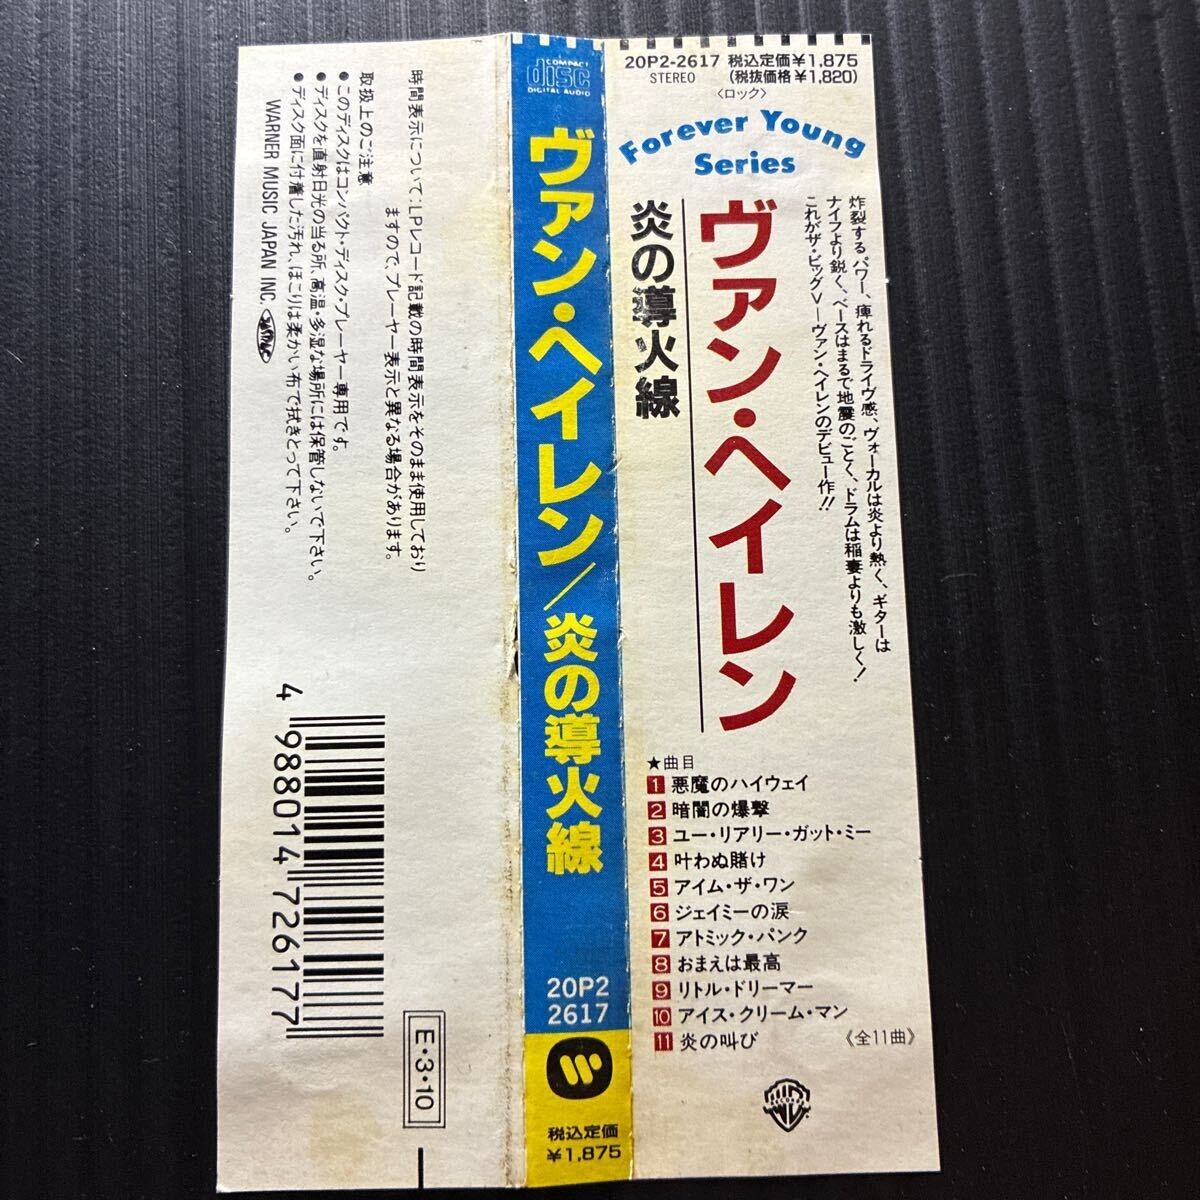 20P2-2617 税込定価¥1,875
STEREO (税抜価格¥1,820)
〈ロック〉
Forever Young
Series
炸裂する パワー、痺れるドライヴ感、ヴォーカルは炎より熱く、ギターは
ナイフより鋭く、ベースはまるで地震のごとく、ドラムは稲妻よりも激しく!
これがザ・ビッグV―ヴァン・ヘイレンのデビュー作!!
ヴァン・ヘイレン
炎の導火線
★曲目
1 悪魔のハイウェイ
2 暗闇の爆撃
3 ユー・リアリー・ガット・ミー
4 叶わぬ賭け
5 アイム・ザ・ワン
6 ジェイミーの涙
7 アトミック・パンク
8 おまえは最高
9 リトル・ドリーマー
10 アイス・クリーム・マン
11 炎の叫び 《全11曲》
COMPACT
disc
DIGITAL AUDIO
ヴァン・ヘイレン/炎の導火線
20P2
2617
税込定価
¥1,875
時間表示について:LPレコード記載の時間表示をそのまま使用しており
ますので、プレーヤー表示と異なる場合があります。
取扱上のご注意
●このディスクはコンパクト・ディスク・プレーヤー専用です。
●ディスクを直射日光の当る所、高温・多湿な場所には保管しないで下さい。
●ディスク面に付着した汚れ、ほこりは柔かい布で拭きとって下さい。
WARNER MUSIC JAPAN INC.
4 988014 726177
E・3・10